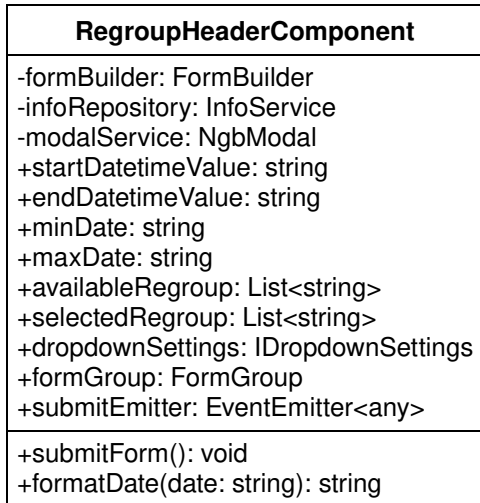 RegroupHeaderComponent
-formBuilder: FormBuilder
-infoRepository: InfoService
-modalService: NgbModal
+startDatetimeValue: string
+endDatetimeValue: string
+minDate: string
+maxDate: string
+availableRegroup: List<string>
+selectedRegroup: List<string>
+dropdownSettings: IDropdownSettings
+formGroup: FormGroup
+submitEmitter: EventEmitter<any>
+submitForm(): void
+formatDate(date: string): string